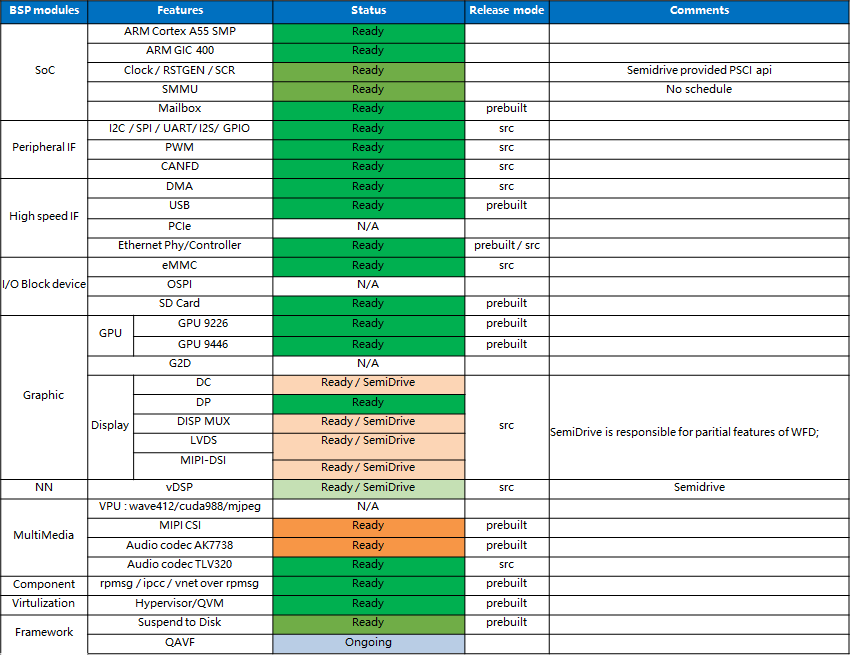 BSP modules Features Status Release mode Comments
SoC
ARM Cortex A55 SMP Ready
ARM GIC 400 Ready
Clock / RSTGEN / SCR Ready Semidrive provided PSCI api
SMMU Ready No schedule
Mailbox Ready prebuilt
Peripheral IF
I2C / SPI / UART/ I2S/ GPIO Ready src
PWM Ready src
CANFD Ready src
High speed IF
DMA Ready src
USB Ready prebuilt
PCIe N/A
Ethernet Phy/Controller Ready prebuilt / src
I/O Block device
eMMC Ready src
OSPI N/A
SD Card Ready prebuilt
Graphic
GPU
GPU 9226 Ready prebuilt
GPU 9446 Ready prebuilt
G2D N/A
Display
DC Ready / SemiDrive
DP Ready
DISP MUX Ready / SemiDrive
LVDS Ready / SemiDrive
MIPI-DSI Ready / SemiDrive
src
SemiDrive is responsible for paritial features of WFD;
NN vDSP Ready / SemiDrive src Semidrive
MultiMedia
VPU : wave412/cuda988/mjpeg N/A
MIPI CSI Ready prebuilt
Audio codec AK7738 Ready prebuilt
Audio codec TLV320 Ready src
Component rpmsg / ipcc / vnet over rpmsg Ready prebuilt
Virtulization Hypervisor/QVM Ready prebuilt
Framework
Suspend to Disk Ready prebuilt
QAVF Ongoing